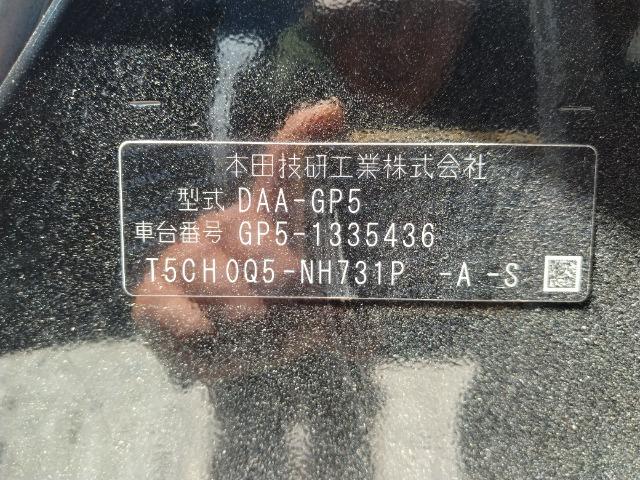 本田技研工業株式会社
型式 DAA-GP5
車台番号 GP5-1335436
T5CH0Q5-NH731P -A -S